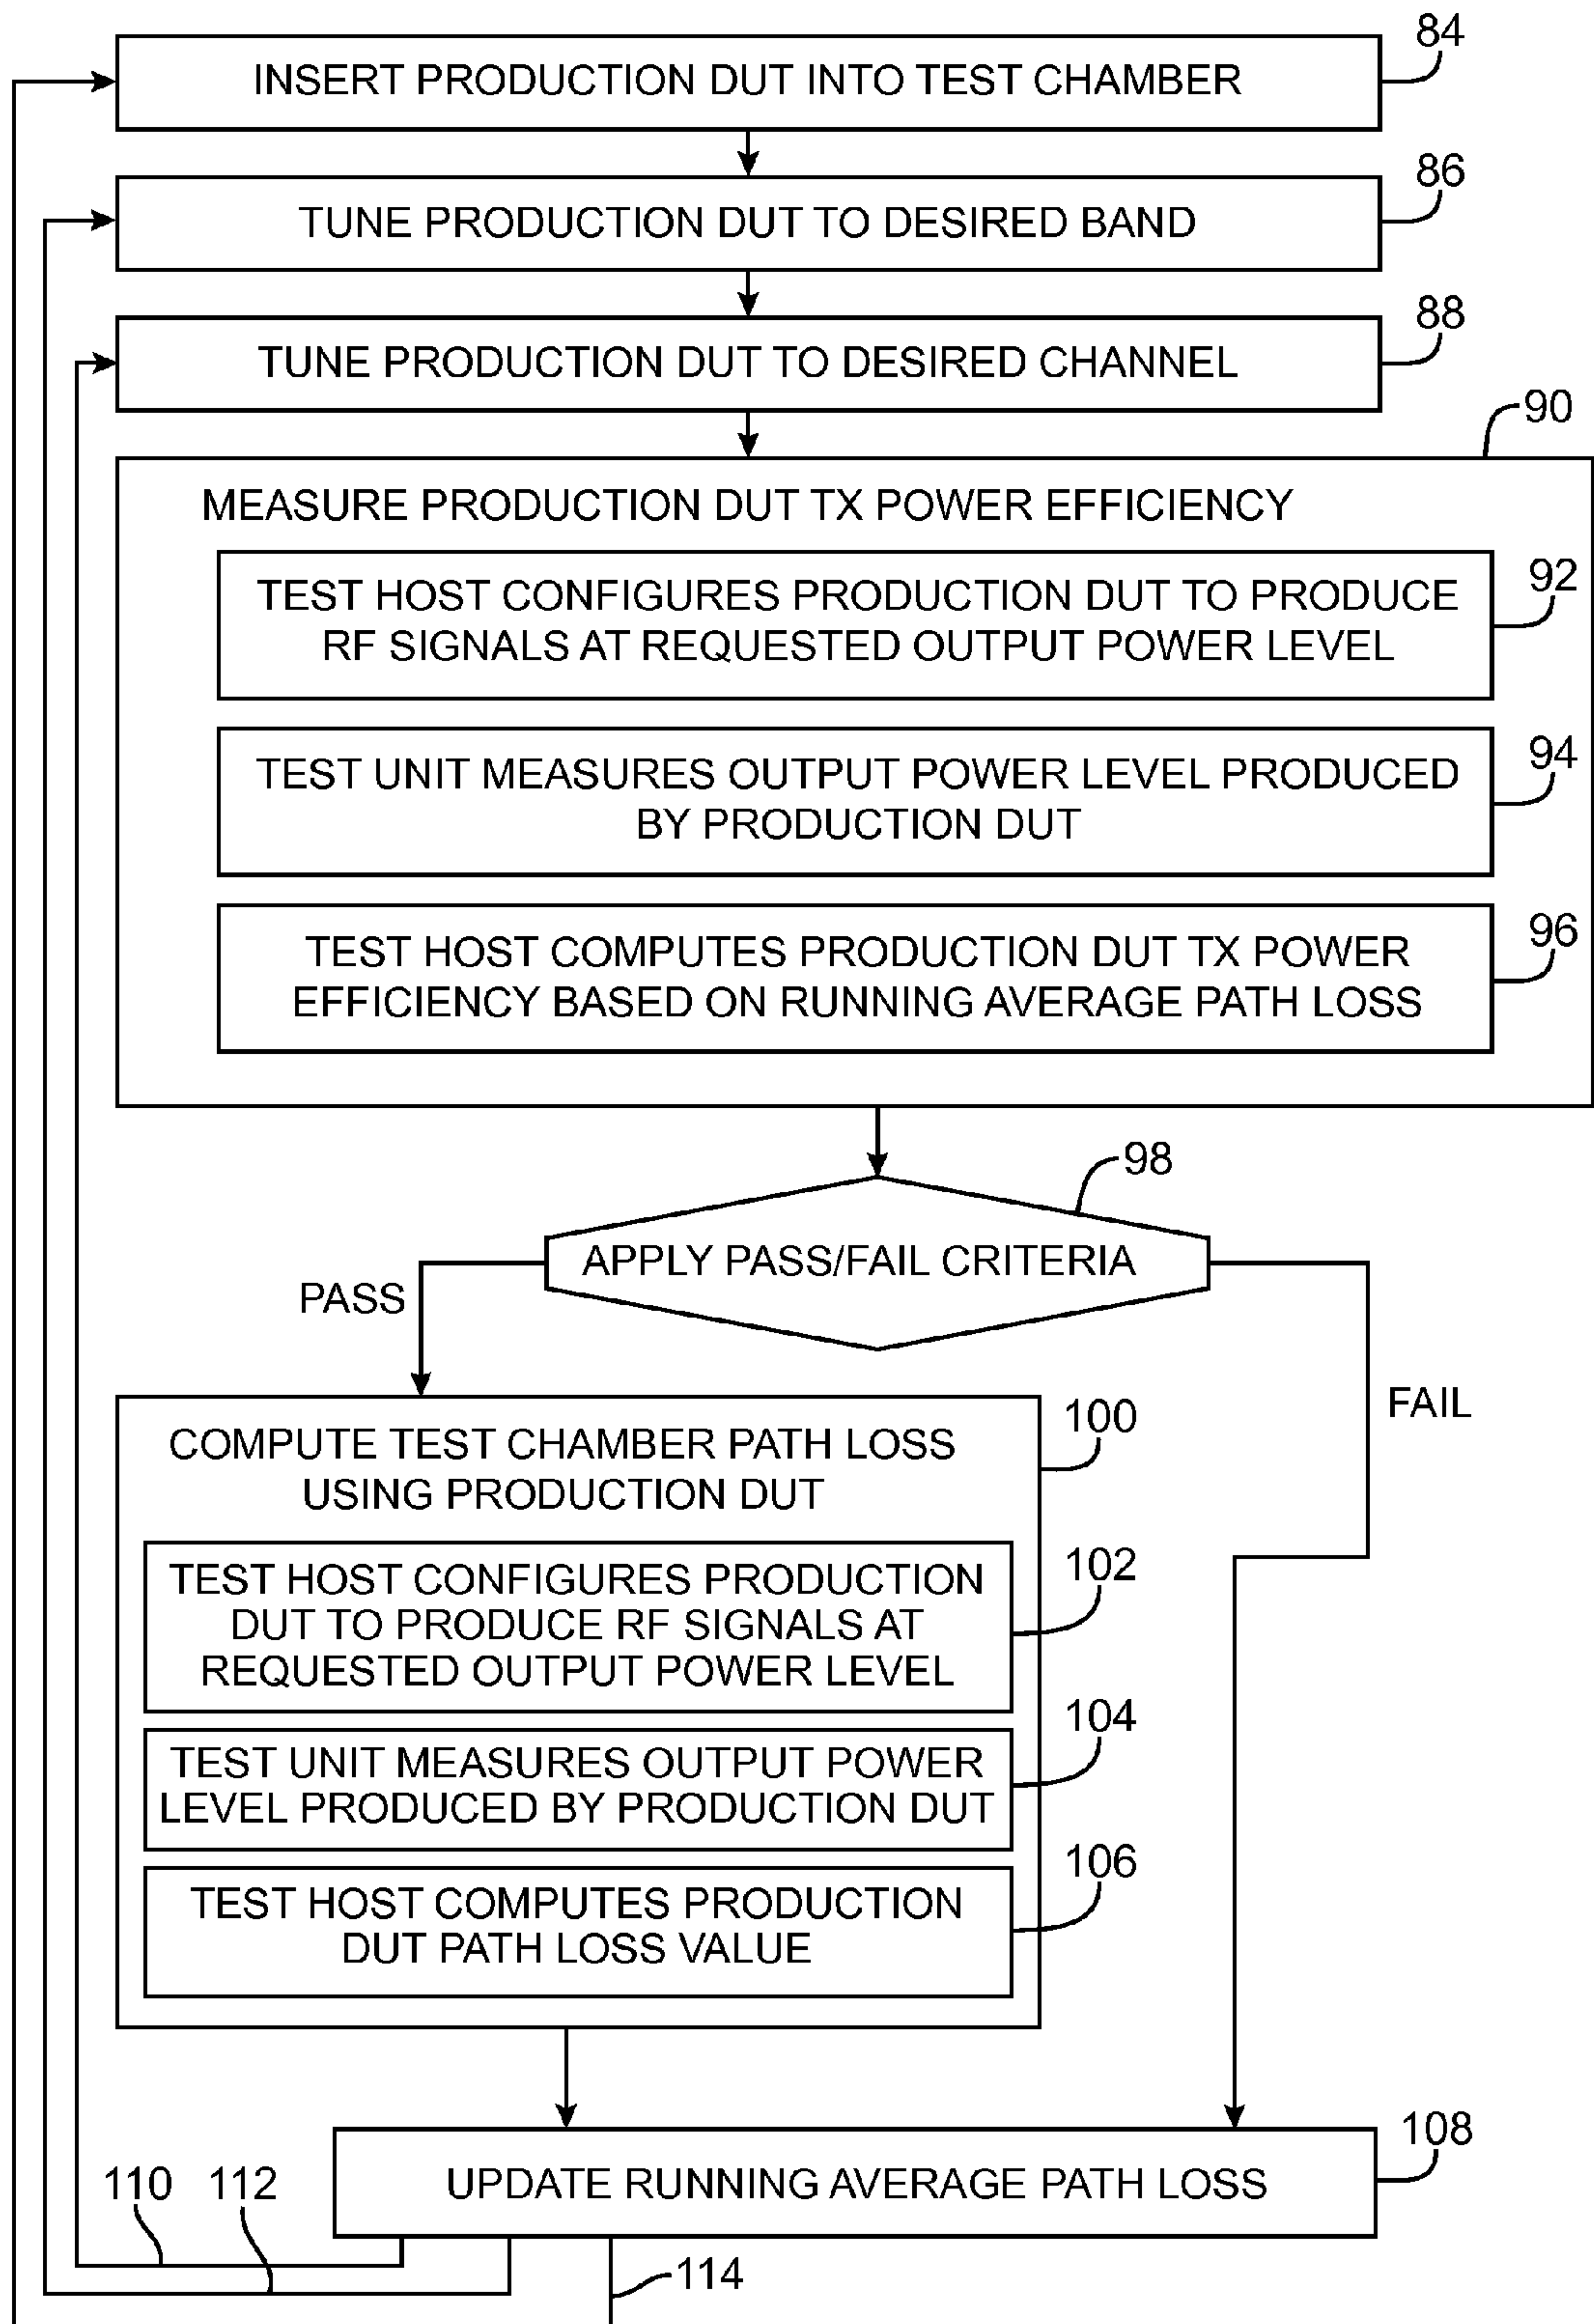 84
INSERT PRODUCTION DUT INTO TEST CHAMBER
86
TUNE PRODUCTION DUT TO DESIRED BAND
88
TUNE PRODUCTION DUT TO DESIRED CHANNEL
90
MEASURE PRODUCTION DUT TX POWER EFFICIENCY
92
TEST HOST CONFIGURES PRODUCTION DUT TO PRODUCE
RF SIGNALS AT REQUESTED OUTPUT POWER LEVEL
94
TEST UNIT MEASURES OUTPUT POWER LEVEL PRODUCED
BY PRODUCTION DUT
96
TEST HOST COMPUTES PRODUCTION DUT TX POWER
EFFICIENCY BASED ON RUNNING AVERAGE PATH LOSS
98
APPLY PASS/FAIL CRITERIA
PASS
FAIL
100
COMPUTE TEST CHAMBER PATH LOSS
USING PRODUCTION DUT
102
TEST HOST CONFIGURES PRODUCTION
DUT TO PRODUCE RF SIGNALS AT
REQUESTED OUTPUT POWER LEVEL
104
TEST UNIT MEASURES OUTPUT POWER
LEVEL PRODUCED BY PRODUCTION DUT
106
TEST HOST COMPUTES PRODUCTION
DUT PATH LOSS VALUE
108
UPDATE RUNNING AVERAGE PATH LOSS
110
112
114